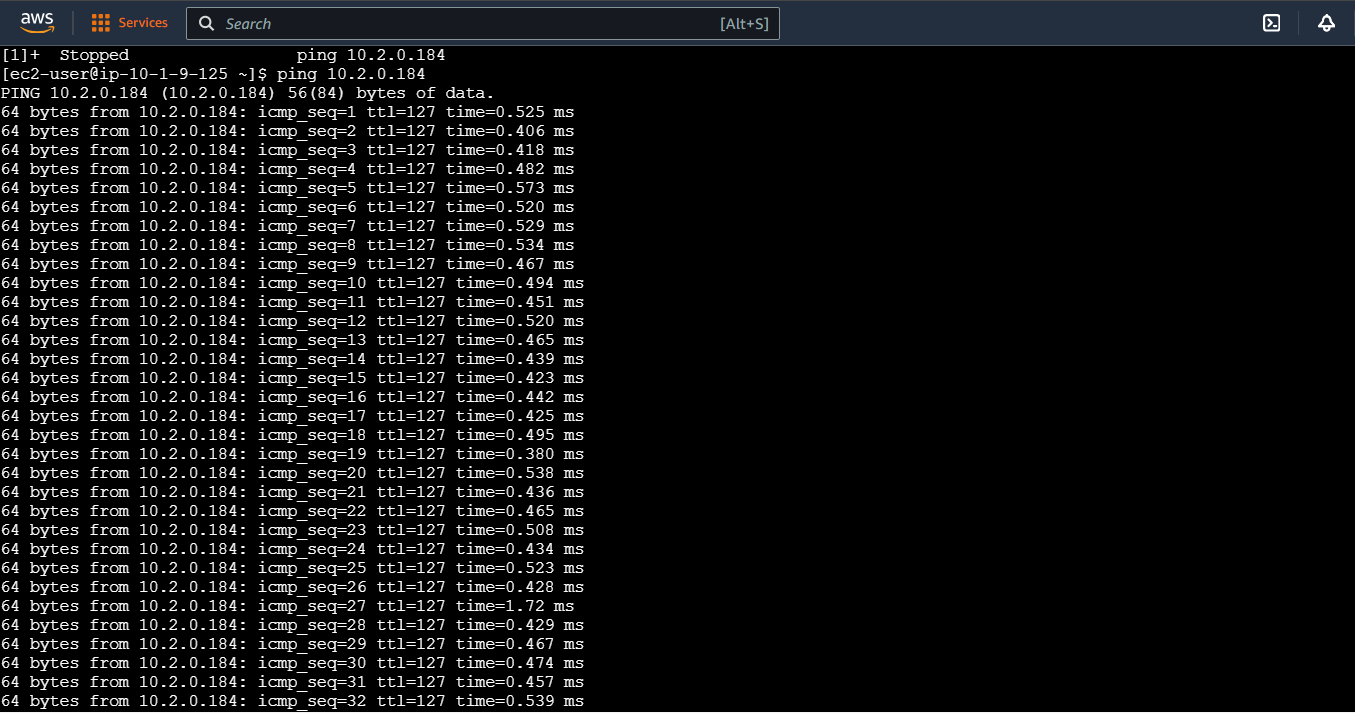 aws
Services
Search
[Alt+S]
[1]+  Stopped                 ping 10.2.0.184
[ec2-user@ip-10-1-9-125 ~]$ ping 10.2.0.184
PING 10.2.0.184 (10.2.0.184) 56(84) bytes of data.
64 bytes from 10.2.0.184: icmp_seq=1 ttl=127 time=0.525 ms
64 bytes from 10.2.0.184: icmp_seq=2 ttl=127 time=0.406 ms
64 bytes from 10.2.0.184: icmp_seq=3 ttl=127 time=0.418 ms
64 bytes from 10.2.0.184: icmp_seq=4 ttl=127 time=0.482 ms
64 bytes from 10.2.0.184: icmp_seq=5 ttl=127 time=0.573 ms
64 bytes from 10.2.0.184: icmp_seq=6 ttl=127 time=0.520 ms
64 bytes from 10.2.0.184: icmp_seq=7 ttl=127 time=0.529 ms
64 bytes from 10.2.0.184: icmp_seq=8 ttl=127 time=0.534 ms
64 bytes from 10.2.0.184: icmp_seq=9 ttl=127 time=0.467 ms
64 bytes from 10.2.0.184: icmp_seq=10 ttl=127 time=0.494 ms
64 bytes from 10.2.0.184: icmp_seq=11 ttl=127 time=0.451 ms
64 bytes from 10.2.0.184: icmp_seq=12 ttl=127 time=0.520 ms
64 bytes from 10.2.0.184: icmp_seq=13 ttl=127 time=0.465 ms
64 bytes from 10.2.0.184: icmp_seq=14 ttl=127 time=0.439 ms
64 bytes from 10.2.0.184: icmp_seq=15 ttl=127 time=0.423 ms
64 bytes from 10.2.0.184: icmp_seq=16 ttl=127 time=0.442 ms
64 bytes from 10.2.0.184: icmp_seq=17 ttl=127 time=0.425 ms
64 bytes from 10.2.0.184: icmp_seq=18 ttl=127 time=0.495 ms
64 bytes from 10.2.0.184: icmp_seq=19 ttl=127 time=0.380 ms
64 bytes from 10.2.0.184: icmp_seq=20 ttl=127 time=0.538 ms
64 bytes from 10.2.0.184: icmp_seq=21 ttl=127 time=0.436 ms
64 bytes from 10.2.0.184: icmp_seq=22 ttl=127 time=0.465 ms
64 bytes from 10.2.0.184: icmp_seq=23 ttl=127 time=0.508 ms
64 bytes from 10.2.0.184: icmp_seq=24 ttl=127 time=0.434 ms
64 bytes from 10.2.0.184: icmp_seq=25 ttl=127 time=0.523 ms
64 bytes from 10.2.0.184: icmp_seq=26 ttl=127 time=0.428 ms
64 bytes from 10.2.0.184: icmp_seq=27 ttl=127 time=1.72 ms
64 bytes from 10.2.0.184: icmp_seq=28 ttl=127 time=0.429 ms
64 bytes from 10.2.0.184: icmp_seq=29 ttl=127 time=0.467 ms
64 bytes from 10.2.0.184: icmp_seq=30 ttl=127 time=0.474 ms
64 bytes from 10.2.0.184: icmp_seq=31 ttl=127 time=0.457 ms
64 bytes from 10.2.0.184: icmp_seq=32 ttl=127 time=0.539 ms